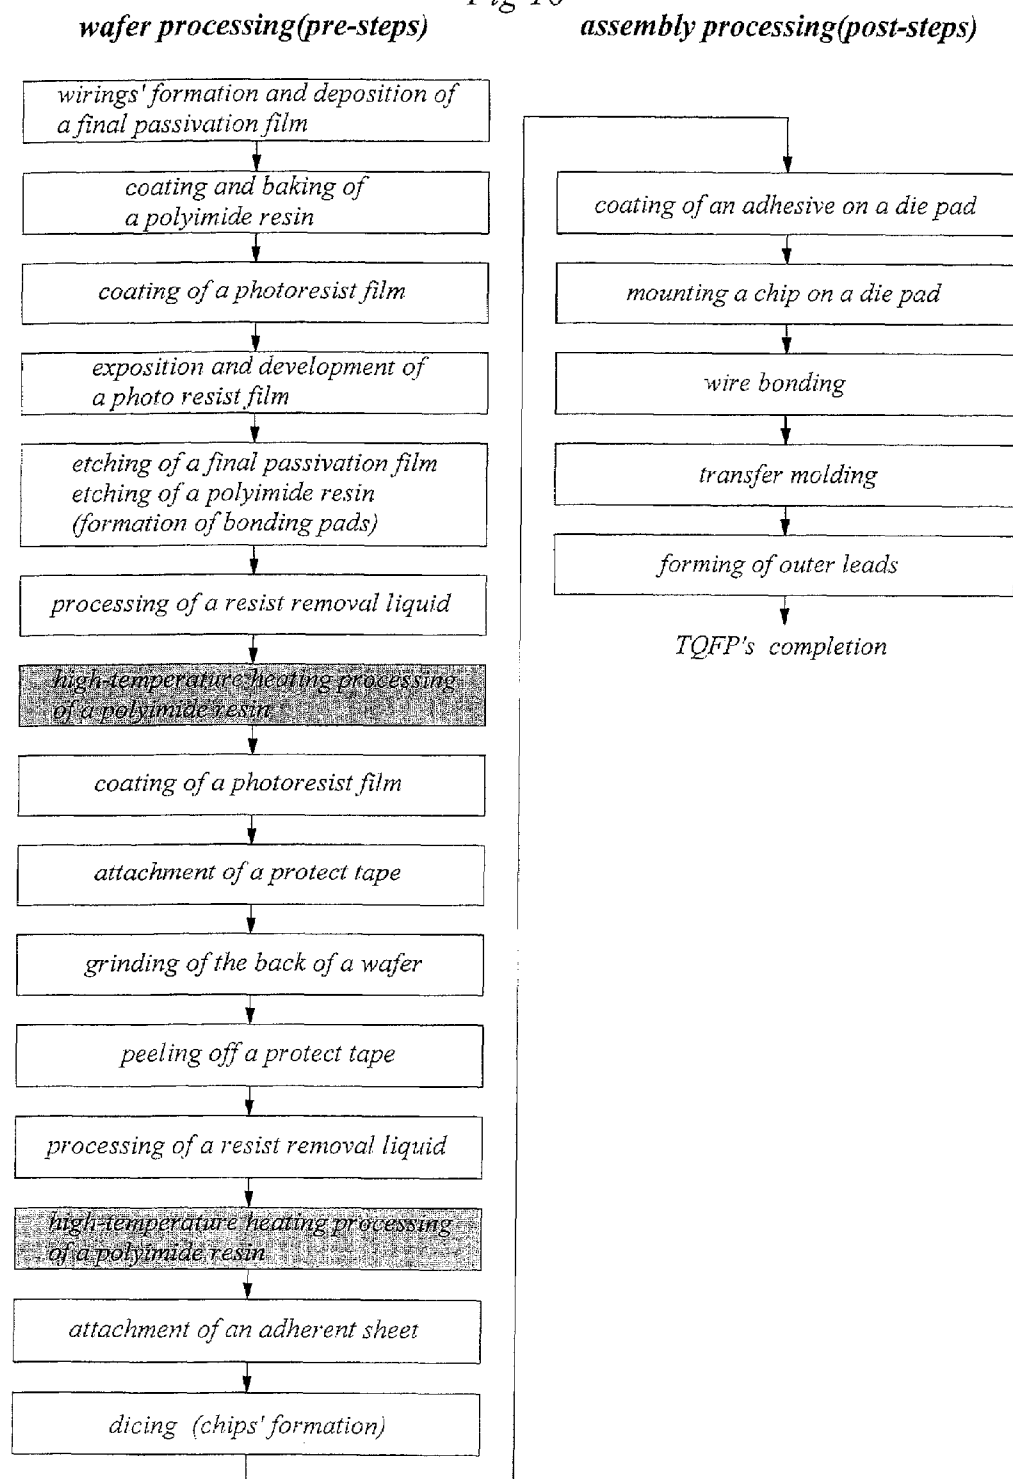 Fig 10
wafer processing(pre-steps)
wirings' formation and deposition of
a final passivation film
coating and baking of
a polyimide resin
coating of a photoresist film
exposition and development of
a photo resist film
etching of a final passivation film
etching of a polyimide resin
(formation of bonding pads)
processing of a resist removal liquid
high-temperature heating processing
of a polyimide resin
coating of a photoresist film
attachment of a protect tape
grinding of the back of a wafer
peeling off a protect tape
processing of a resist removal liquid
high-temperature heating processing
of a polyimide resin
attachment of an adherent sheet
dicing (chips' formation)
assembly processing(post-steps)
coating of an adhesive on a die pad
mounting a chip on a die pad
wire bonding
transfer molding
forming of outer leads
TQFP's completion